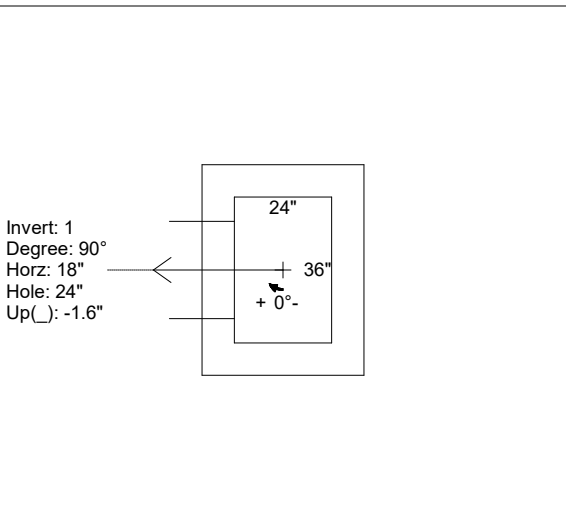 24"
Invert: 1
Degree: 90°
Horz: 18"
36"
Hole: 24"
+ 0°-
Up(_): -1.6"